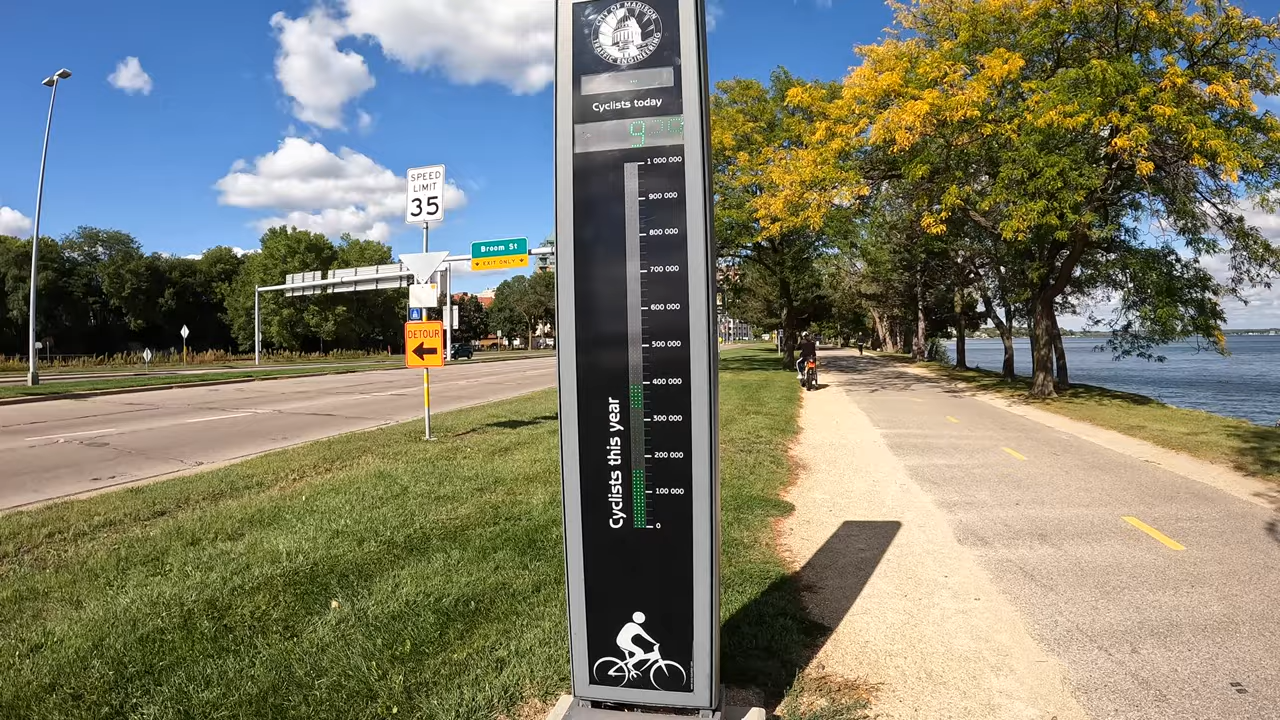 CITY OF MADISON
TRAFFIC ENGINEERING
Cyclists today
1 000 000
900 000
800 000
700 000
600 000
500 000
400 000
300 000
200 000
100 000
0
Cyclists this year
SPEED
LIMIT
35
Broom St
EXIT ONLY
DETOUR